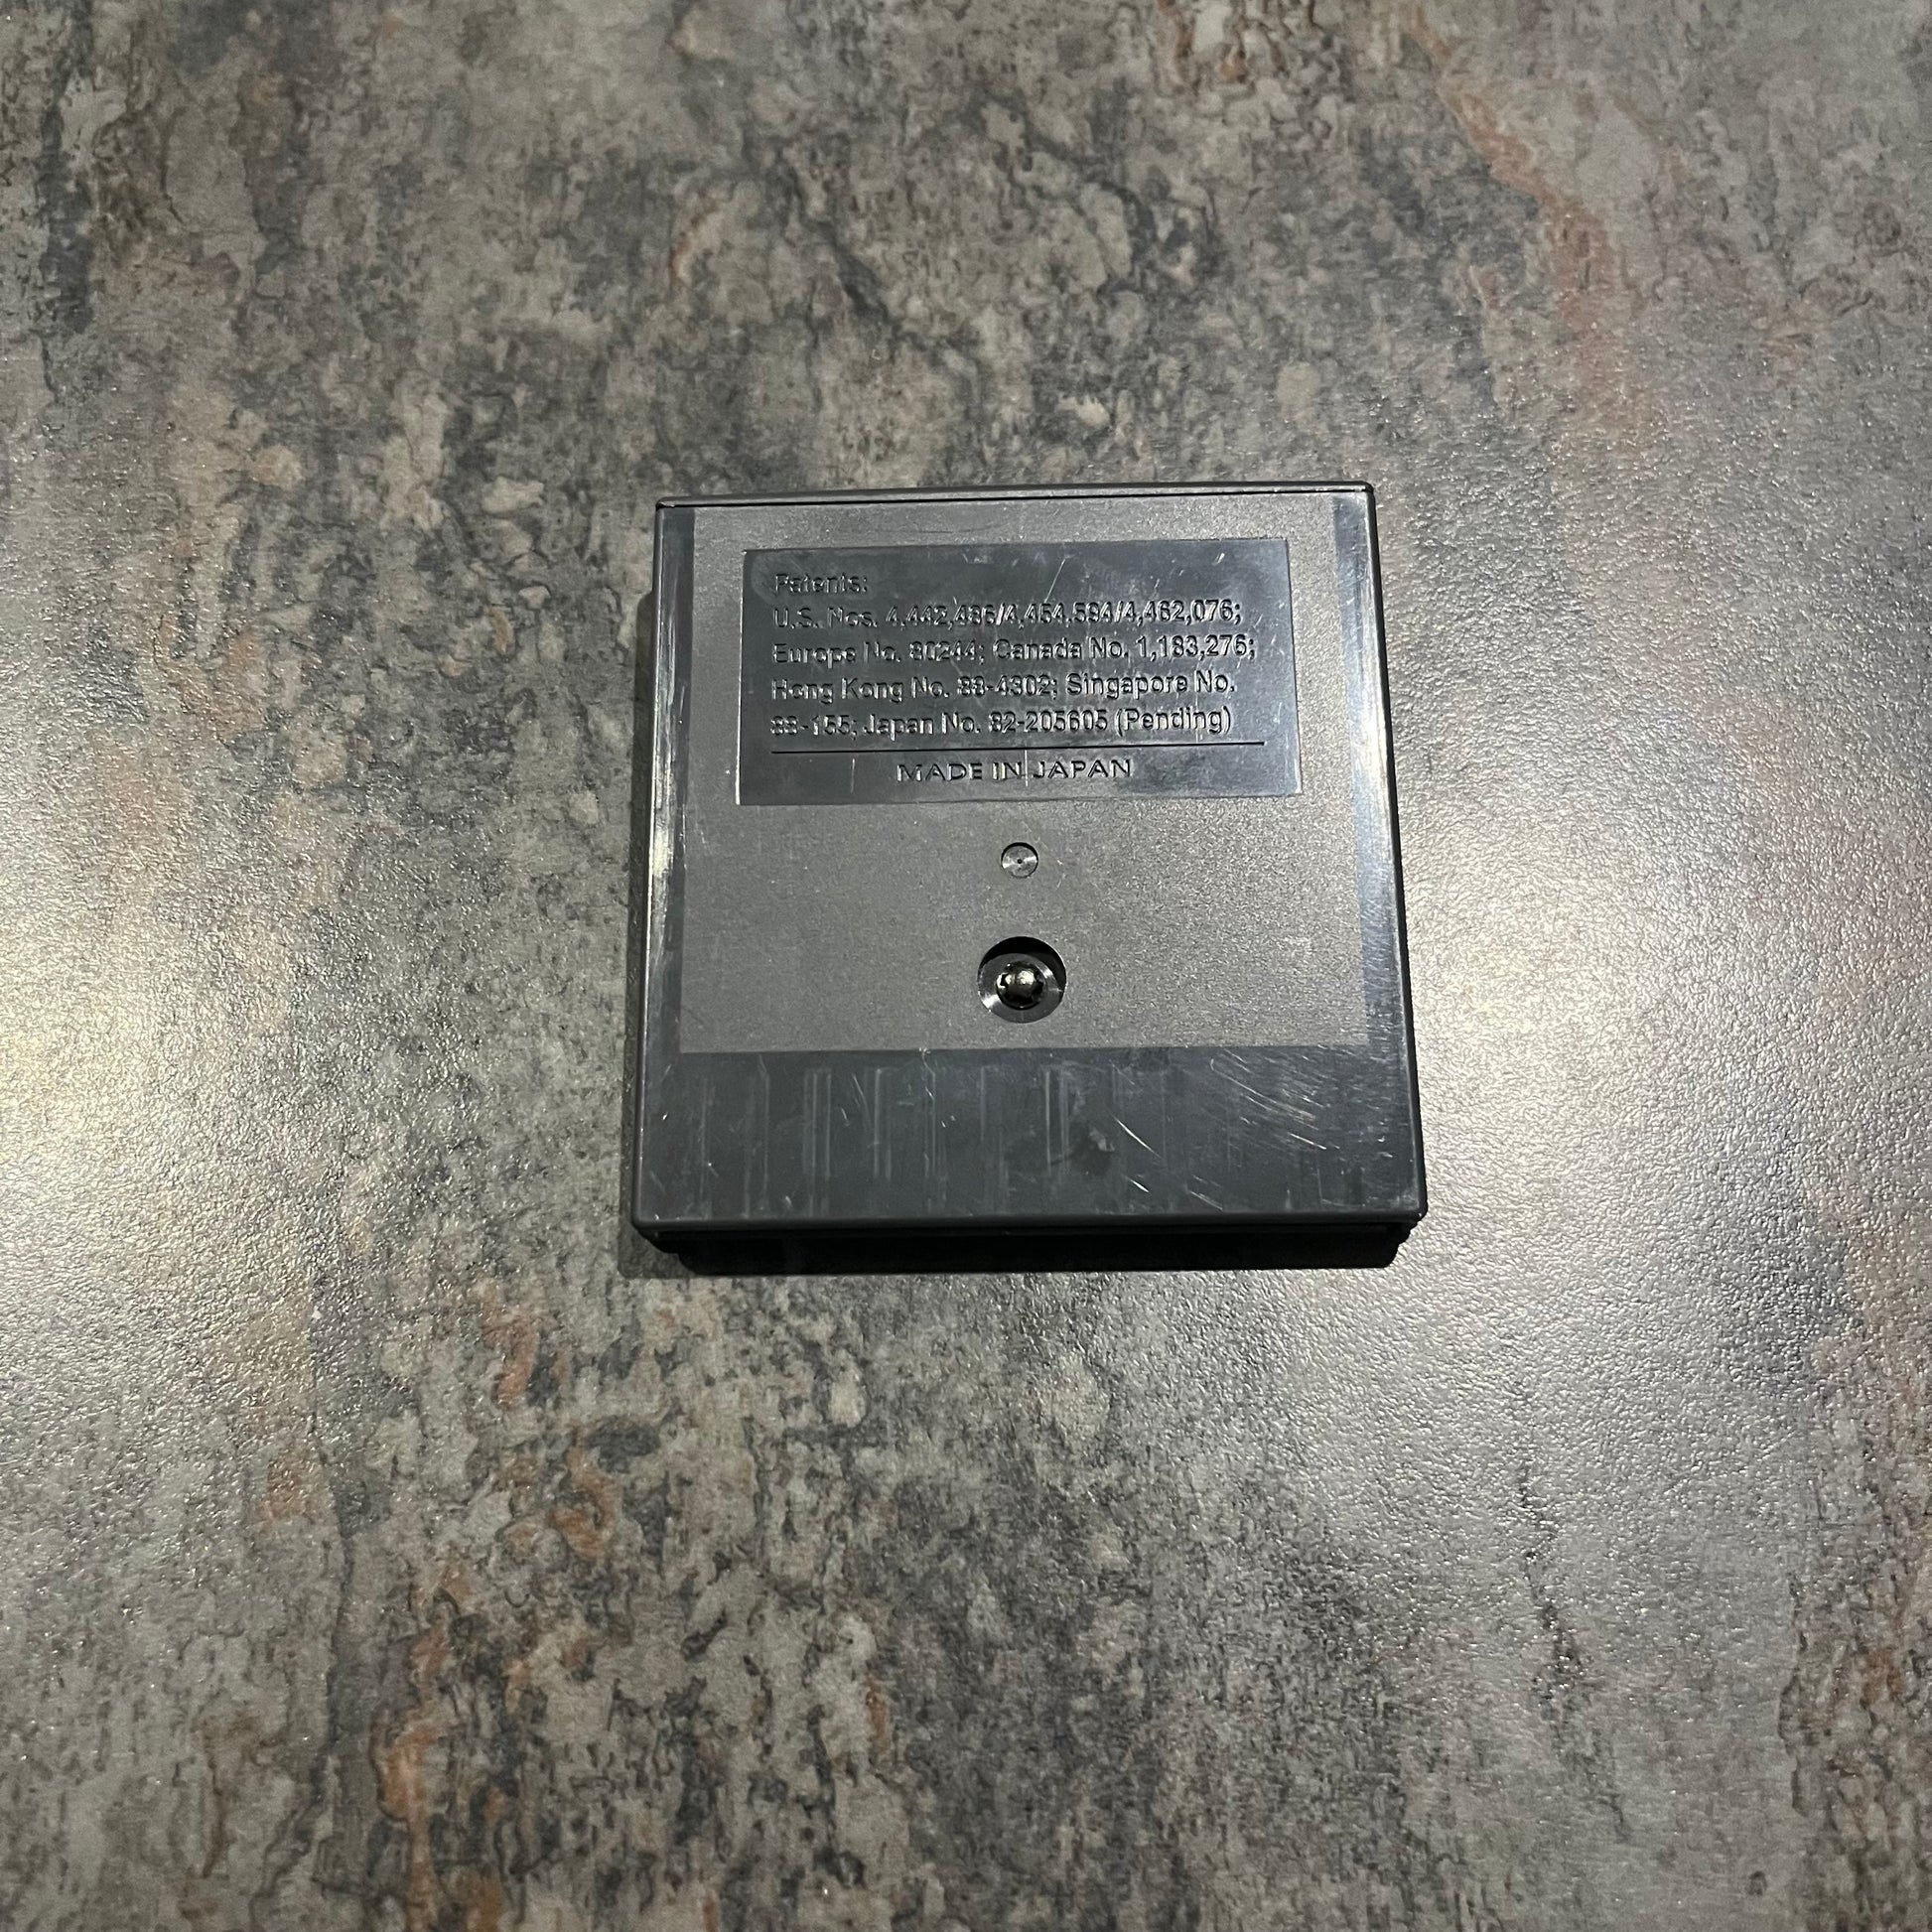 Patents:
U.S. Nos. 4,442,486/4,454,594/4,462,076;
Europe No. 80244; Canada No. 1,183,276;
Hong Kong No. 88-4302; Singapore No.
88-155; Japan No. 82-205605 (Pending)
MADE IN JAPAN